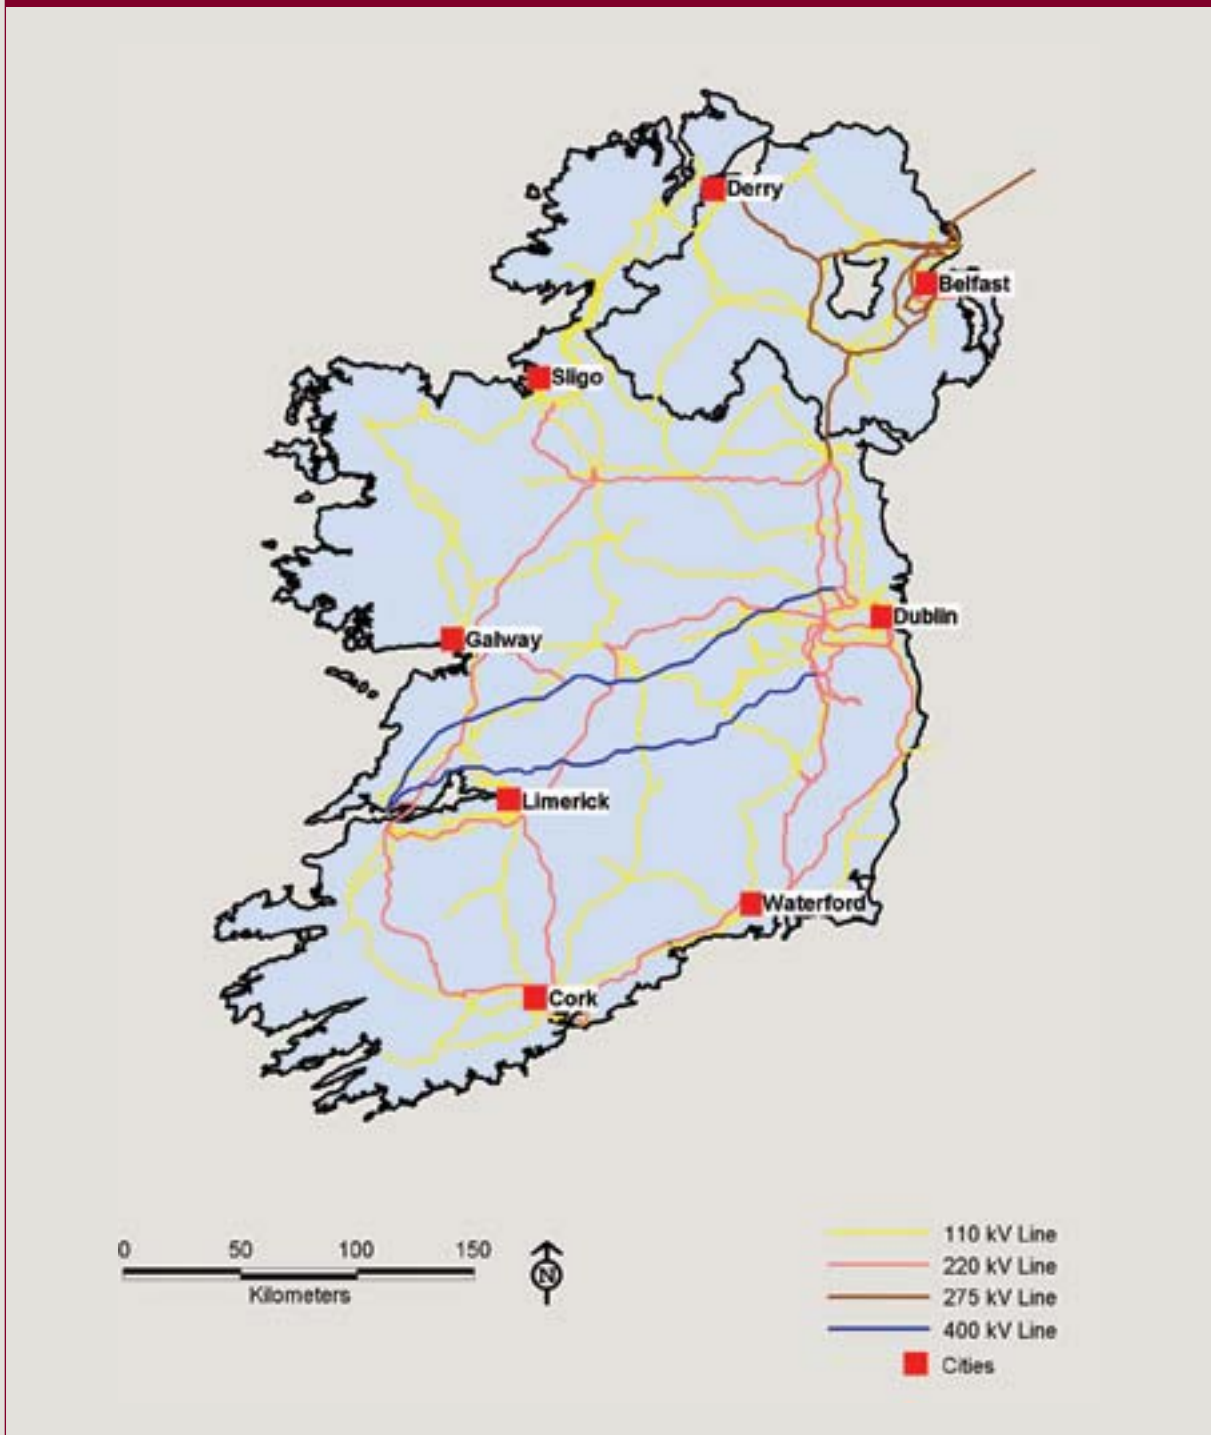 Derry
Belfast
Sligo
Dublin
Galway
Limerick
Waterford
Cork
0 50 100 150
Kilometers
N
110 kV Line
220 kV Line
275 kV Line
400 kV Line
Cities